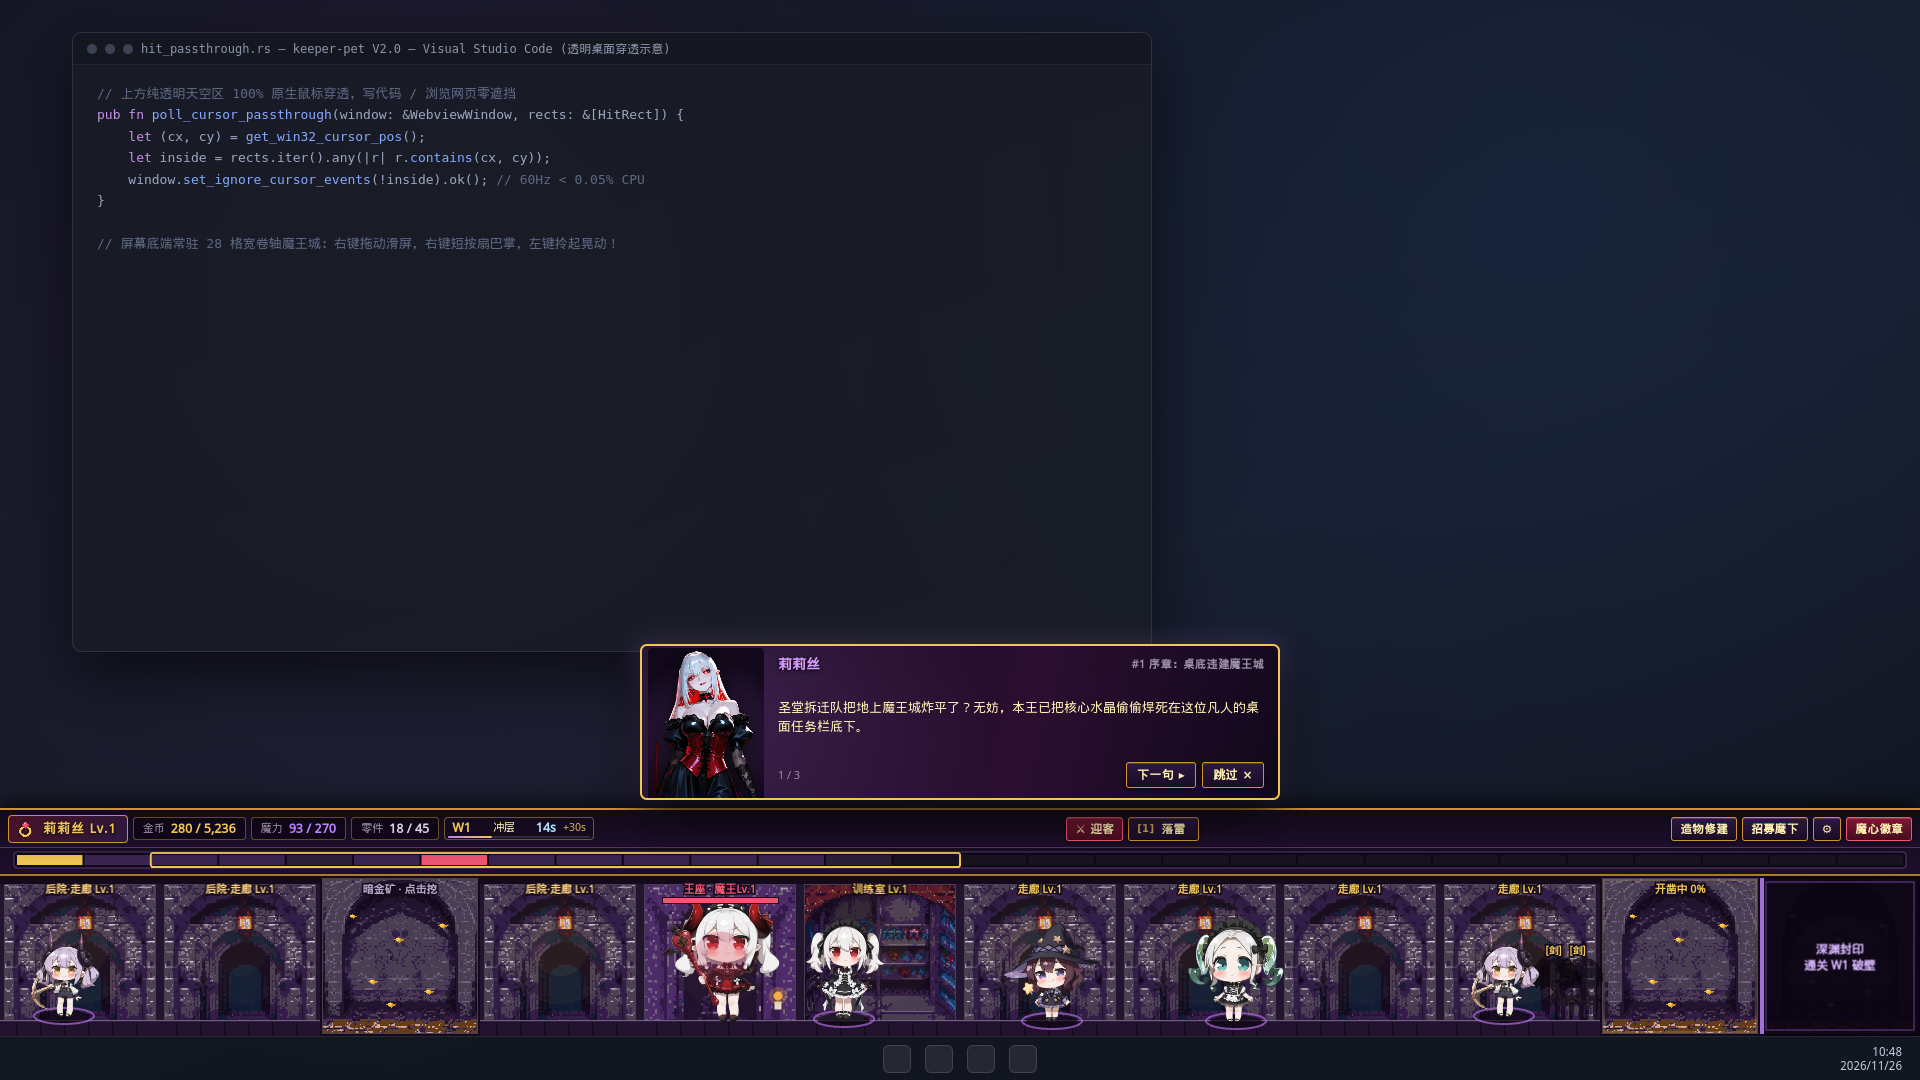 hit_passthrough.rs — keeper-pet V2.0 — Visual Studio Code (透明桌面穿透示意)
// 上方纯透明天空区 100% 原生鼠标穿透，写代码 / 浏览网页零遮挡
pub fn poll_cursor_passthrough(window: &WebviewWindow, rects: &[HitRect]) {
    let (cx, cy) = get_win32_cursor_pos();
    let inside = rects.iter().any(|r| r.contains(cx, cy));
    window.set_ignore_cursor_events(!inside).ok(); // 60Hz < 0.05% CPU
}
// 屏幕底端常驻 28 格宽卷轴魔王城：右键拖动滑屏，右键短按扇巴掌，左键拎起晃动！
莉莉丝
#1 序章：桌底违建魔王城
圣堂拆迁队把地上魔王城炸平了？无妨，本王已把核心水晶偷偷焊死在这位凡人的桌
面任务栏底下。
1 / 3
下一句 ▸
跳过 ✕
莉莉丝 Lv.1
金币 280 / 5,236
魔力 93 / 270
零件 18 / 45
W1 冲层 14s +30s
⚔ 迎客
[1] 落雷
造物修建
招募麾下
⚙
魔心徽章
后院·走廊 Lv.1
后院·走廊 Lv.1
暗金矿 · 点击挖
后院·走廊 Lv.1
王座 · 魔王Lv.1
训练室 Lv.1
走廊 Lv.1
走廊 Lv.1
走廊 Lv.1
走廊 Lv.1
开凿中 0%
[剑] [剑]
深渊封印
通关 W1 破壁
10:48
2026/11/26